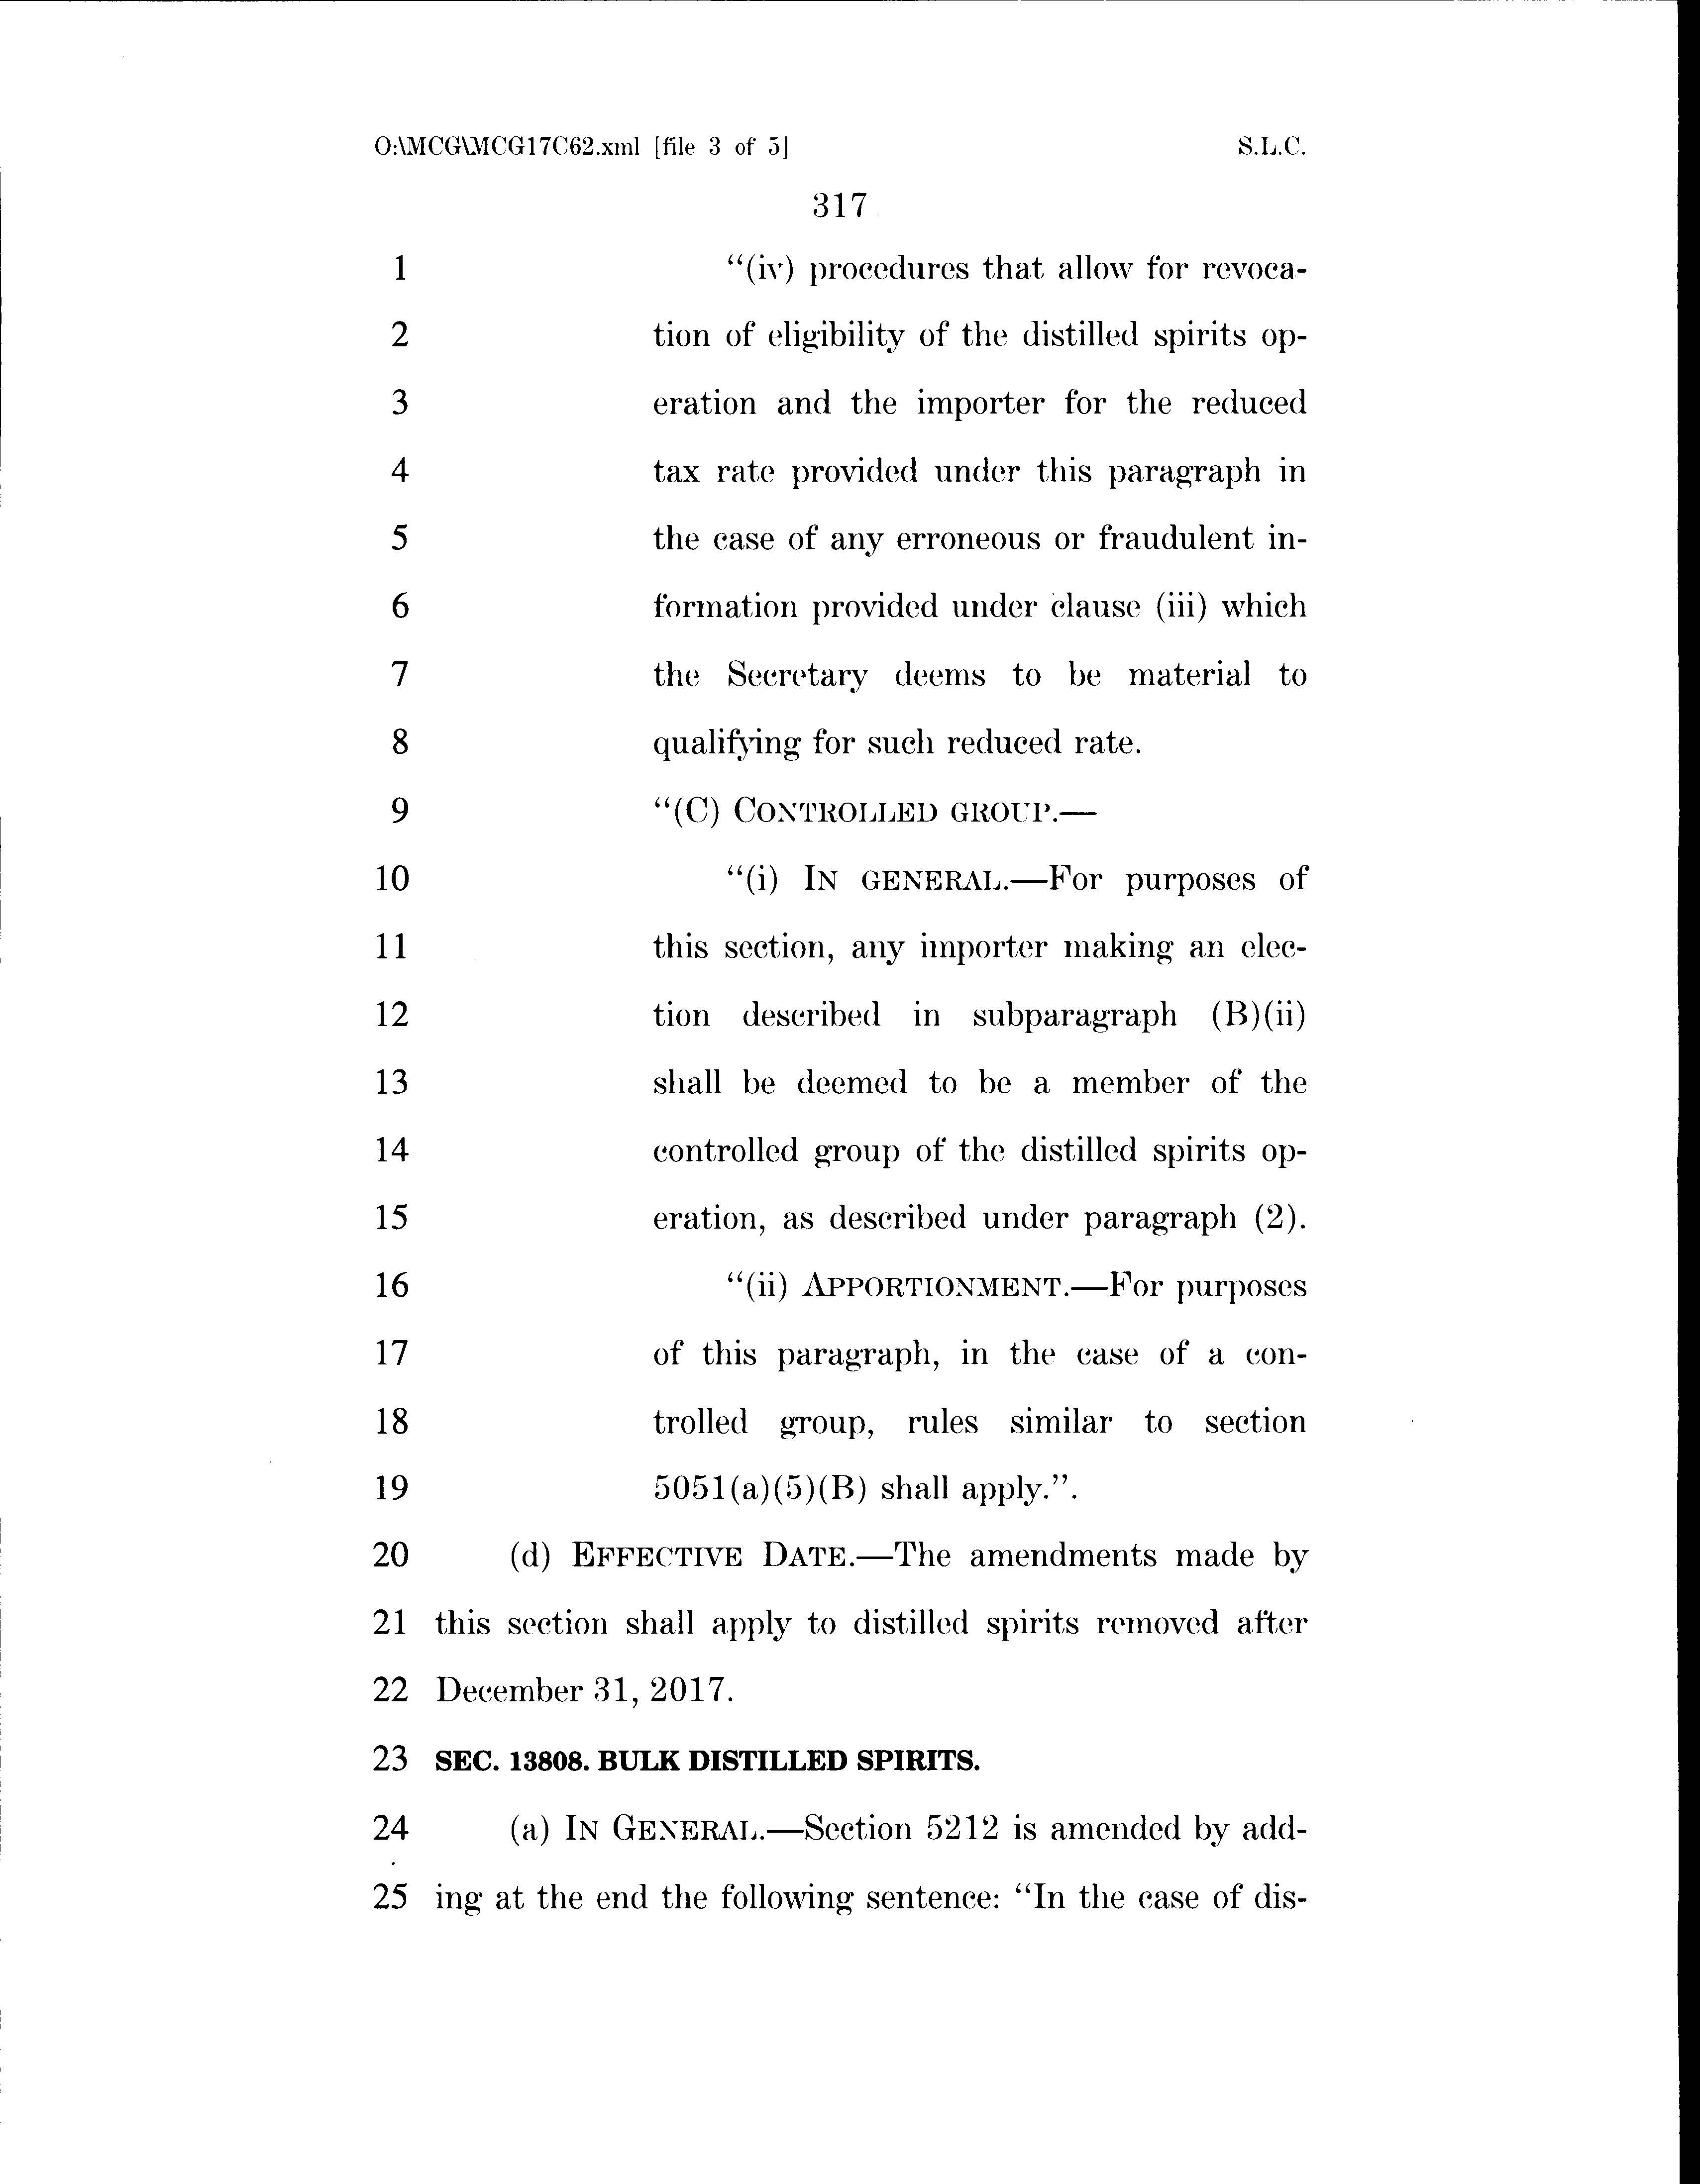 O:\MCG\MCG17C62.xml [file 3 of 5] S.L.C.
317
1 “(iv) procedures that allow for revoca-
2 tion of eligibility of the distilled spirits op-
3 eration and the importer for the reduced
4 tax rate provided under this paragraph in
5 the case of any erroneous or fraudulent in-
6 formation provided under clause (iii) which
7 the Secretary deems to be material to
8 qualifying for such reduced rate.
9 “(C) CONTROLLED GROUP.—
10 “(i) IN GENERAL.—For purposes of
11 this section, any importer making an elec-
12 tion described in subparagraph (B)(ii)
13 shall be deemed to be a member of the
14 controlled group of the distilled spirits op-
15 eration, as described under paragraph (2).
16 “(ii) APPORTIONMENT.—For purposes
17 of this paragraph, in the case of a con-
18 trolled group, rules similar to section
19 5051(a)(5)(B) shall apply.”.
20 (d) EFFECTIVE DATE.—The amendments made by
21 this section shall apply to distilled spirits removed after
22 December 31, 2017.
23 SEC. 13808. BULK DISTILLED SPIRITS.
24 (a) IN GENERAL.—Section 5212 is amended by add-
25 ing at the end the following sentence: “In the case of dis-